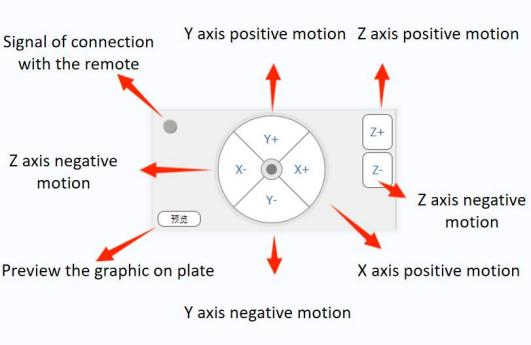 Y axis positive motion
Z axis positive motion
Signal of connection
with the remote
Y+
Z+
Z axis negative
motion
X-
X+
Z-
Y-
Z axis negative
motion
预览
Preview the graphic on plate
X axis positive motion
Y axis negative motion